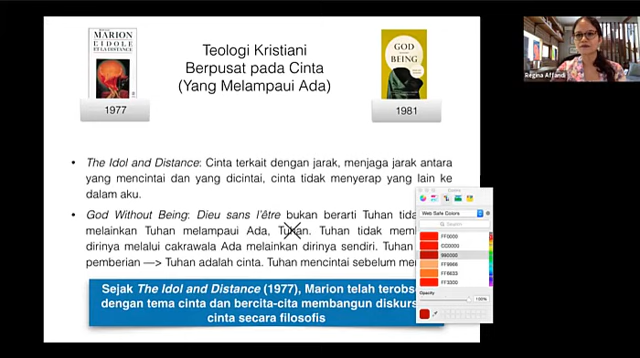 MARION
L'IDOLE
ET LA DISTANCE
1977
Teologi Kristiani
Berpusat pada Cinta
(Yang Melampaui Ada)
GOD
BEING
1981
Regina Affandi
• The Idol and Distance: Cinta terkait dengan jarak, menjaga jarak antara
yang mencintai dan yang dicintai, cinta tidak menyerap yang lain ke
dalam aku.
• God Without Being: Dieu sans l'être bukan berarti Tuhan
melainkan Tuhan melampaui Ada, Tuhan. Tuhan tidak
dirinya melalui cakrawala Ada melainkan dirinya sendiri. Tuhan
pemberian —> Tuhan adalah cinta. Tuhan mencintai sebelum
Sejak The Idol and Distance (1977), Marion telah
dengan tema cinta dan bercita-cita membangun
cinta secara filosofis
Colors
Web Safe Colors
Search
FF0000
CC0000
990000
FF9966
FF6633
FF3300
Opacity
100%